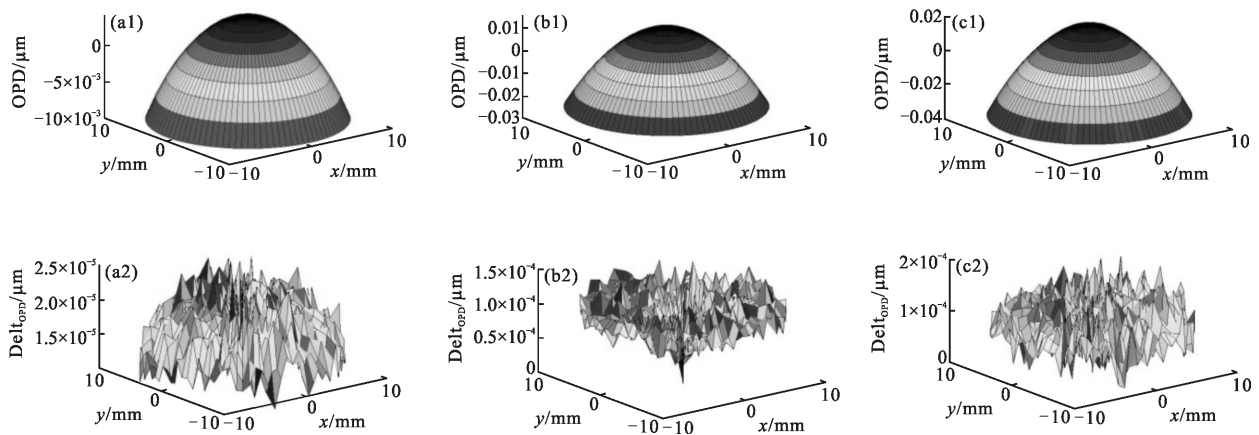 (a1)
OPD/μm
0
−5×10⁻³
−10×10⁻³
10
y/mm
0
−10
−10
x/mm
0
10
(b1)
OPD/μm
0.01
0
−0.01
−0.02
−0.03
10
y/mm
0
−10
−10
x/mm
0
10
(c1)
OPD/μm
0.02
0
−0.02
−0.04
10
y/mm
0
−10
−10
x/mm
0
10
(a2)
Delt_OPD/μm
2.5×10⁻⁵
2.0×10⁻⁵
1.5×10⁻⁵
10
y/mm
0
−10
−10
x/mm
0
10
(b2)
Delt_OPD/μm
1.5×10⁻⁴
1.0×10⁻⁴
0.5×10⁻⁴
0
10
y/mm
0
−10
−10
x/mm
0
10
(c2)
Delt_OPD/μm
2×10⁻⁴
1×10⁻⁴
0
10
y/mm
0
−10
−10
x/mm
0
10